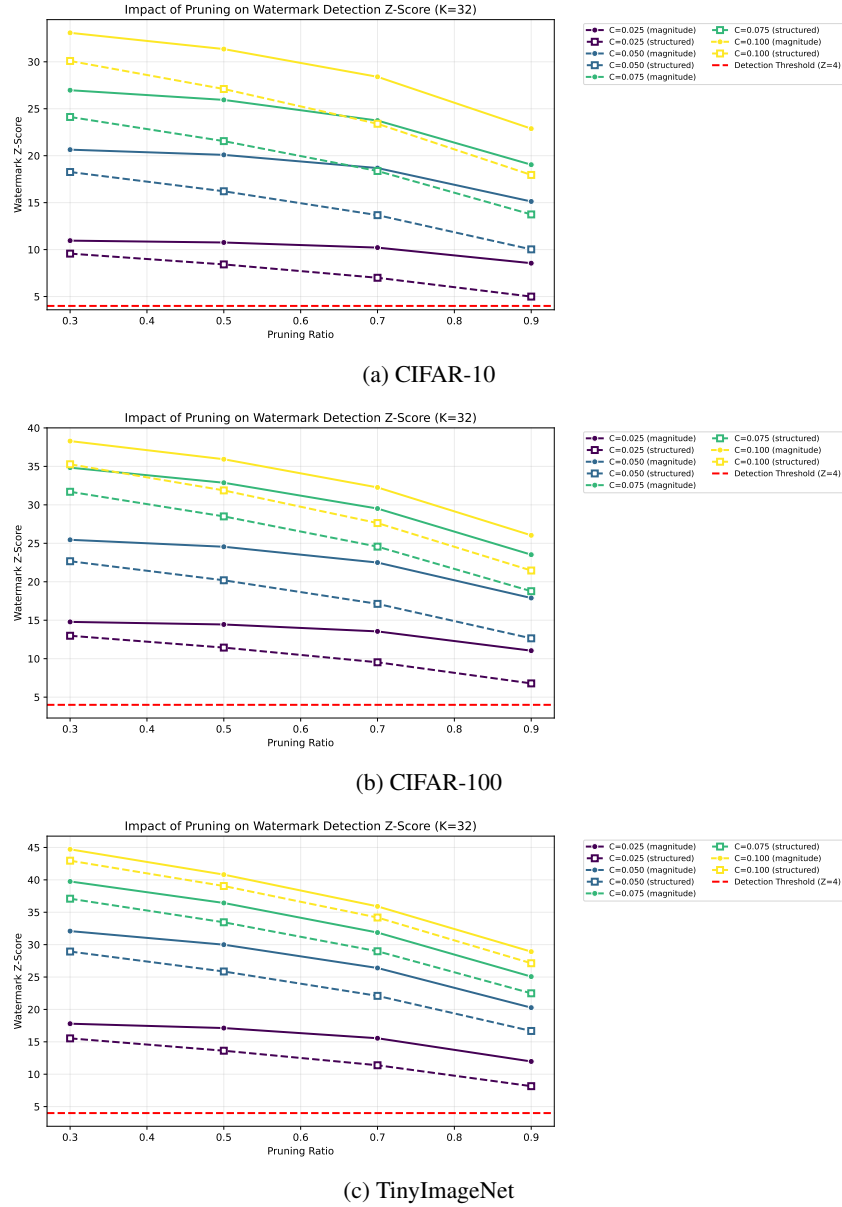 Impact of Pruning on Watermark Detection Z-Score (K=32)
30
25
20
15
10
5
Watermark Z-Score
0.3 0.4 0.5 0.6 0.7 0.8 0.9
Pruning Ratio
C=0.025 (magnitude)
C=0.025 (structured)
C=0.050 (magnitude)
C=0.050 (structured)
C=0.075 (magnitude)
C=0.075 (structured)
C=0.100 (magnitude)
C=0.100 (structured)
Detection Threshold (Z=4)
(a) CIFAR-10
Impact of Pruning on Watermark Detection Z-Score (K=32)
40
35
30
25
20
15
10
5
Watermark Z-Score
0.3 0.4 0.5 0.6 0.7 0.8 0.9
Pruning Ratio
C=0.025 (magnitude)
C=0.025 (structured)
C=0.050 (magnitude)
C=0.050 (structured)
C=0.075 (magnitude)
C=0.075 (structured)
C=0.100 (magnitude)
C=0.100 (structured)
Detection Threshold (Z=4)
(b) CIFAR-100
Impact of Pruning on Watermark Detection Z-Score (K=32)
45
40
35
30
25
20
15
10
5
Watermark Z-Score
0.3 0.4 0.5 0.6 0.7 0.8 0.9
Pruning Ratio
C=0.025 (magnitude)
C=0.025 (structured)
C=0.050 (magnitude)
C=0.050 (structured)
C=0.075 (magnitude)
C=0.075 (structured)
C=0.100 (magnitude)
C=0.100 (structured)
Detection Threshold (Z=4)
(c) TinyImageNet